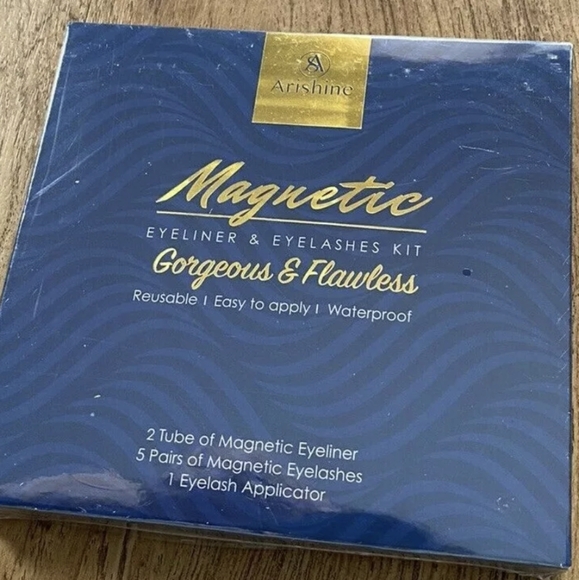 Arishine
Magnetic
EYELINER & EYELASHES KIT
Gorgeous & Flawless
Reusable | Easy to apply | Waterproof
2 Tube of Magnetic Eyeliner
5 Pairs of Magnetic Eyelashes
1 Eyelash Applicator